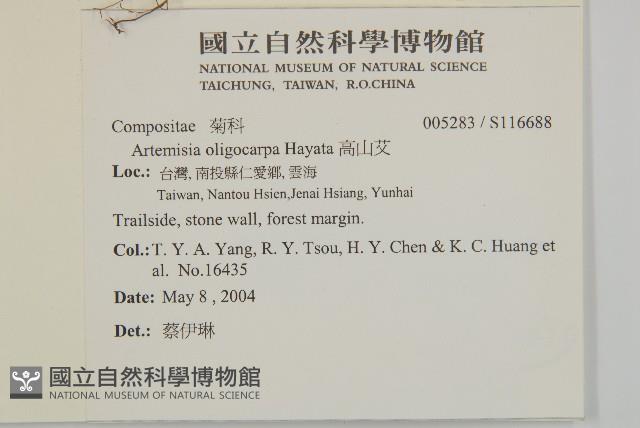 國立自然科學博物館
NATIONAL MUSEUM OF NATURAL SCIENCE
TAICHUNG, TAIWAN, R.O.CHINA
Compositae 菊科 005283 / S116688
Artemisia oligocarpa Hayata 高山艾
Loc.: 台灣, 南投縣仁愛鄉, 雲海
Taiwan, Nantou Hsien,Jenai Hsiang, Yunhai
Trailside, stone wall, forest margin.
Col.: T. Y. A. Yang, R. Y. Tsou, H. Y. Chen & K. C. Huang et
al. No.16435
Date: May 8 , 2004
Det.: 蔡伊琳
國立自然科學博物館
NATIONAL MUSEUM OF NATURAL SCIENCE